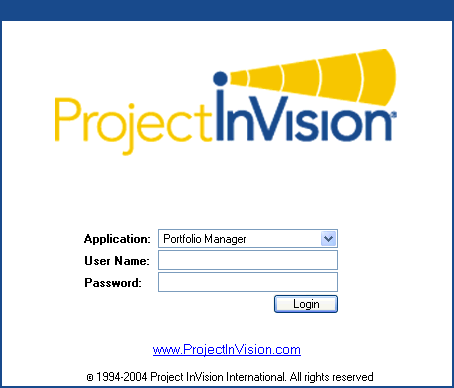 ProjectInVision®
Application: Portfolio Manager
User Name:
Password:
Login
www.ProjectInVision.com
© 1994-2004 Project InVision International. All rights reserved